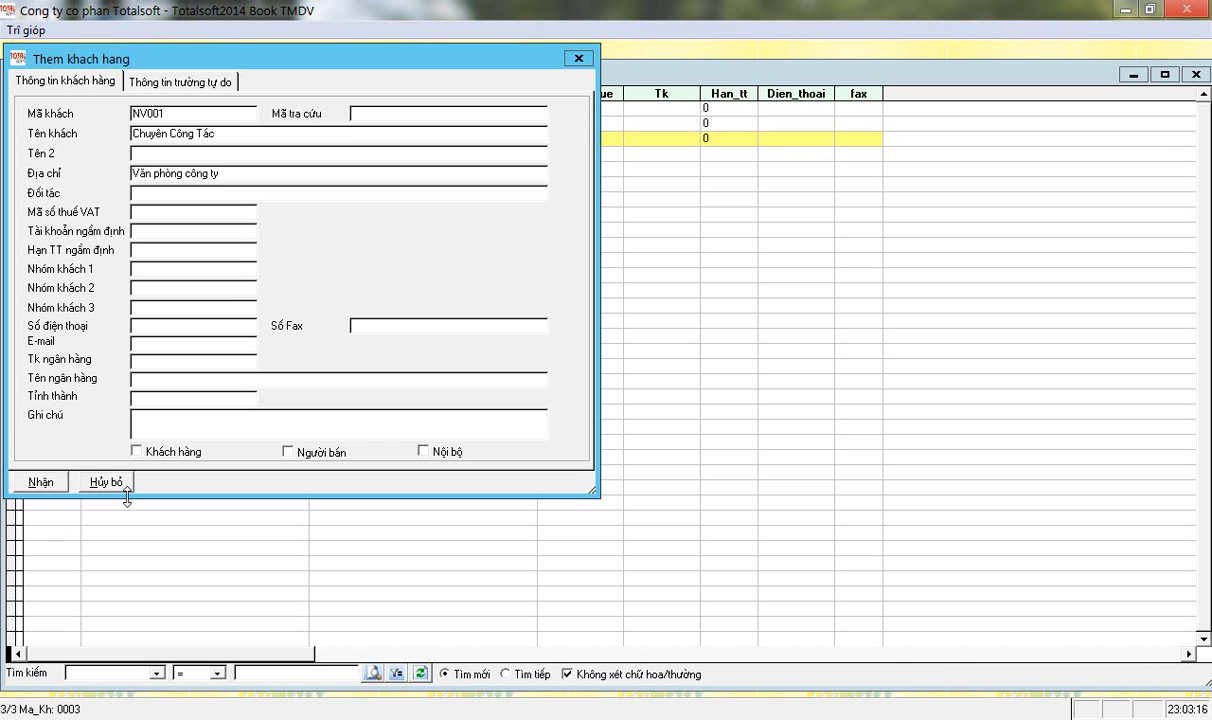 Công ty co phan Totalsoft - Totalsoft2014 Book TMDV
Trî gióp
Them khach hang
Thông tin khách hàng
Thông tin trường tự do
ue
Tk
Han_tt
Dien_thoai
fax
0
0
0
Mã khách
NV001
Mã tra cứu
Tên khách
Chuyên Công Tác
Tên 2
Địa chỉ
Văn phòng công ty
Đối tác
Mã số thuế VAT
Tài khoản ngầm định
Hạn TT ngầm định
Nhóm khách 1
Nhóm khách 2
Nhóm khách 3
Số điện thoại
Số Fax
E-mail
Tk ngân hàng
Tên ngân hàng
Tỉnh thành
Ghi chú
Khách hàng
Người bán
Nội bộ
Nhận
Hủy bỏ
Tìm kiếm
=
Tìm mới
Tìm tiếp
Không xét chữ hoa/thường
3/3 Ma_Kh: 0003
23:03:16